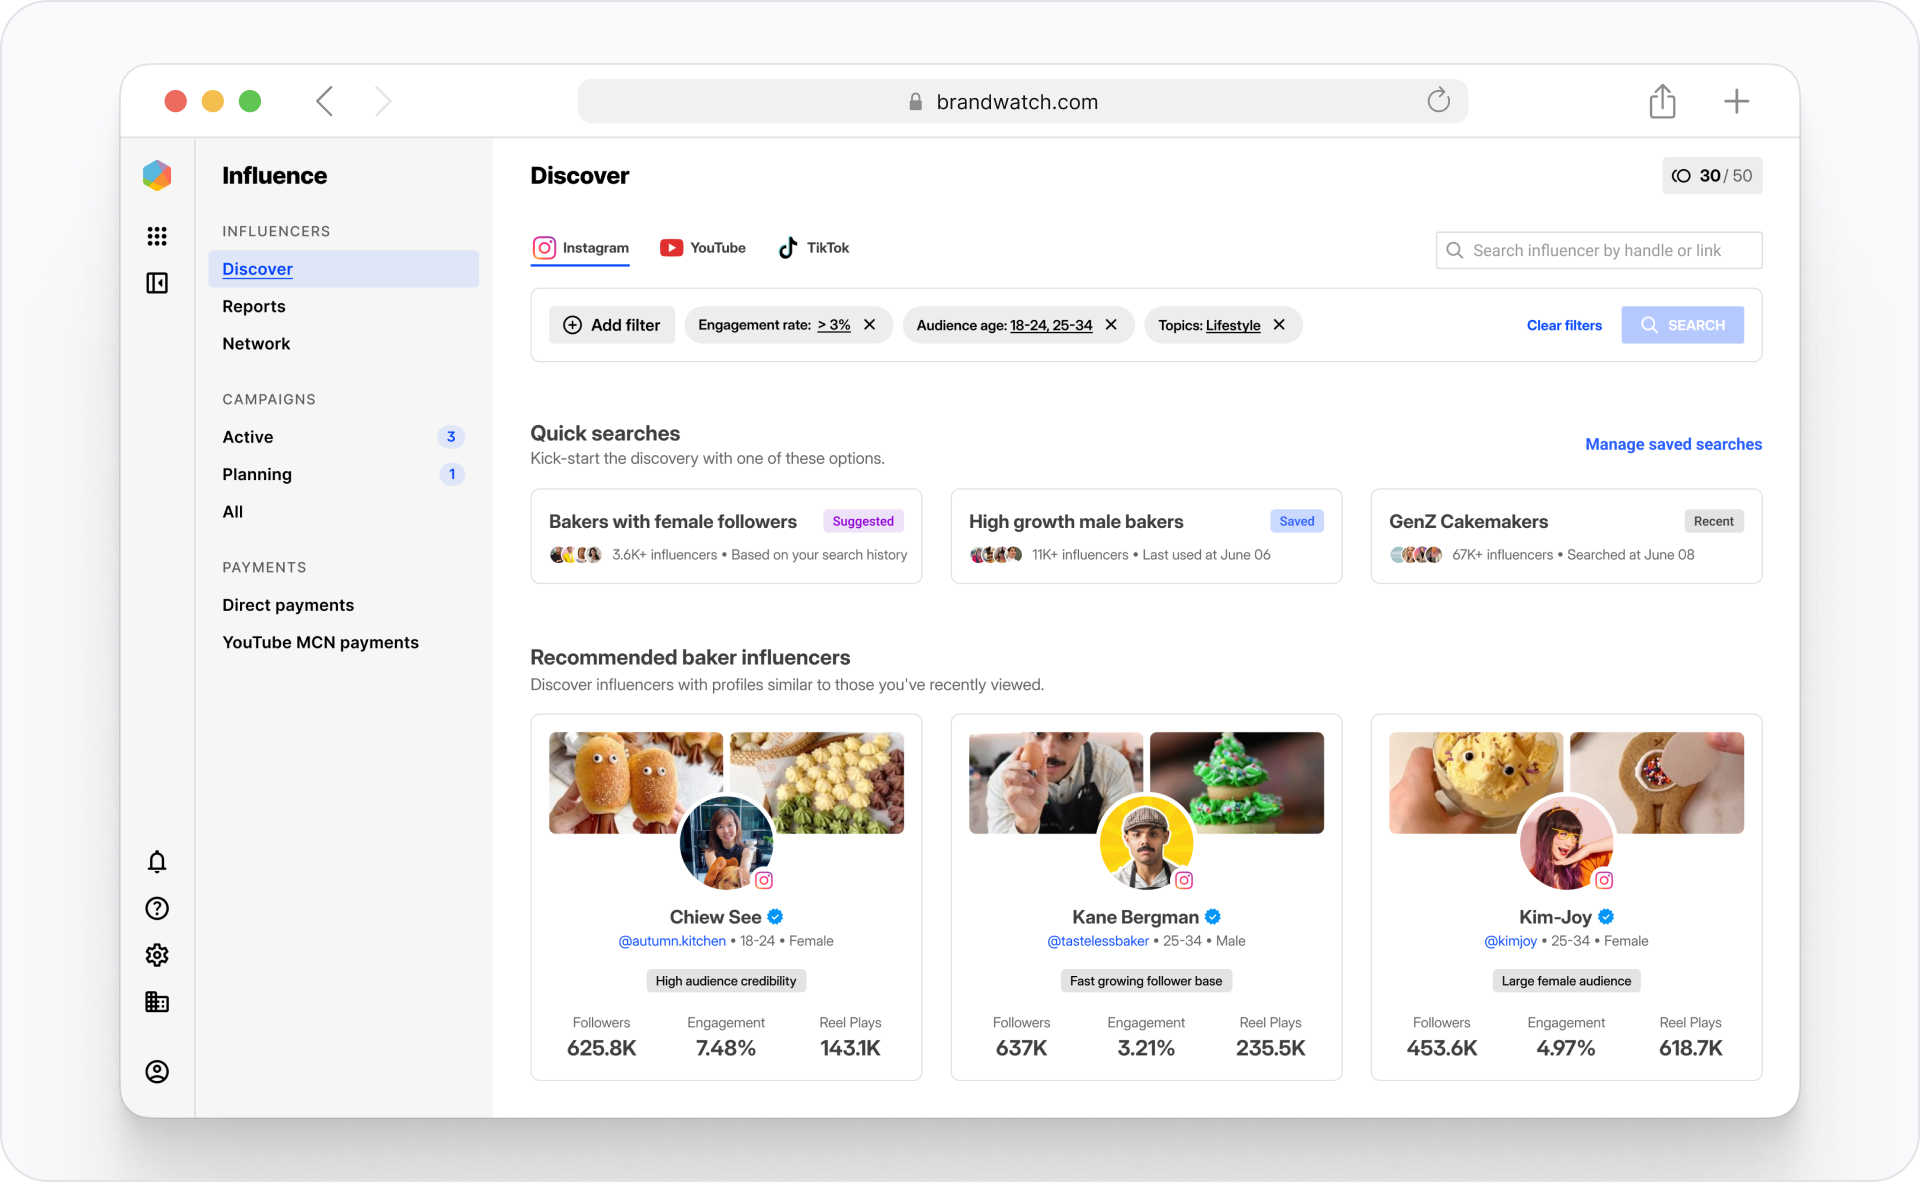 brandwatch.com
Influence
INFLUENCERS
Discover
Reports
Network
CAMPAIGNS
Active 3
Planning 1
All
PAYMENTS
Direct payments
YouTube MCN payments
Discover
30 / 50
Instagram YouTube TikTok
Search influencer by handle or link
Add filter Engagement rate: > 3% Audience age: 18-24, 25-34 Topics: Lifestyle Clear filters SEARCH
Quick searches
Kick-start the discovery with one of these options.
Manage saved searches
Bakers with female followers Suggested
3.6K+ influencers • Based on your search history
High growth male bakers Saved
11K+ influencers • Last used at June 06
GenZ Cakemakers Recent
67K+ influencers • Searched at June 08
Recommended baker influencers
Discover influencers with profiles similar to those you've recently viewed.
Chiew See
@autumn.kitchen • 18-24 • Female
High audience credibility
Followers Engagement Reel Plays
625.8K 7.48% 143.1K
Kane Bergman
@tastelessbaker • 25-34 • Male
Fast growing follower base
Followers Engagement Reel Plays
637K 3.21% 235.5K
Kim-Joy
@kimjoy • 25-34 • Female
Large female audience
Followers Engagement Reel Plays
453.6K 4.97% 618.7K